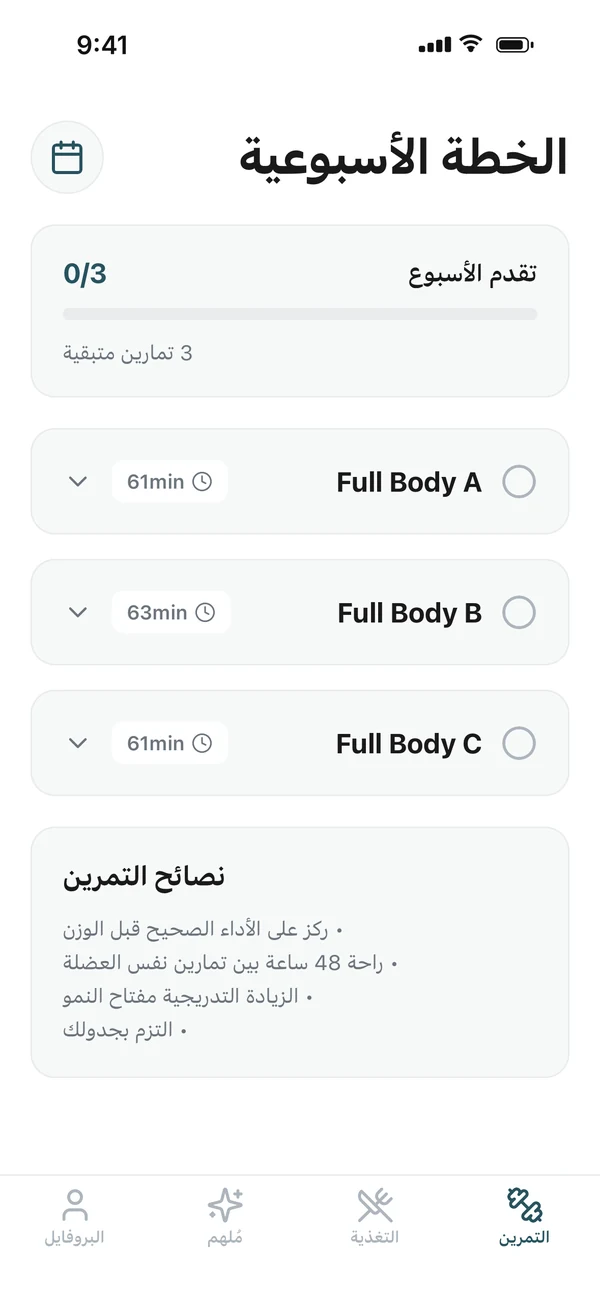 9:41
الخطة الأسبوعية
تقدم الأسبوع 0/3
3 تمارين متبقية
Full Body A 61min
Full Body B 63min
Full Body C 61min
نصائح التمرين
• ركز على الأداء الصحيح قبل الوزن
• راحة 48 ساعة بين تمارين نفس العضلة
• الزيادة التدريجية مفتاح النمو
• التزم بجدولك
التمرين التغذية مُلهم البروفايل